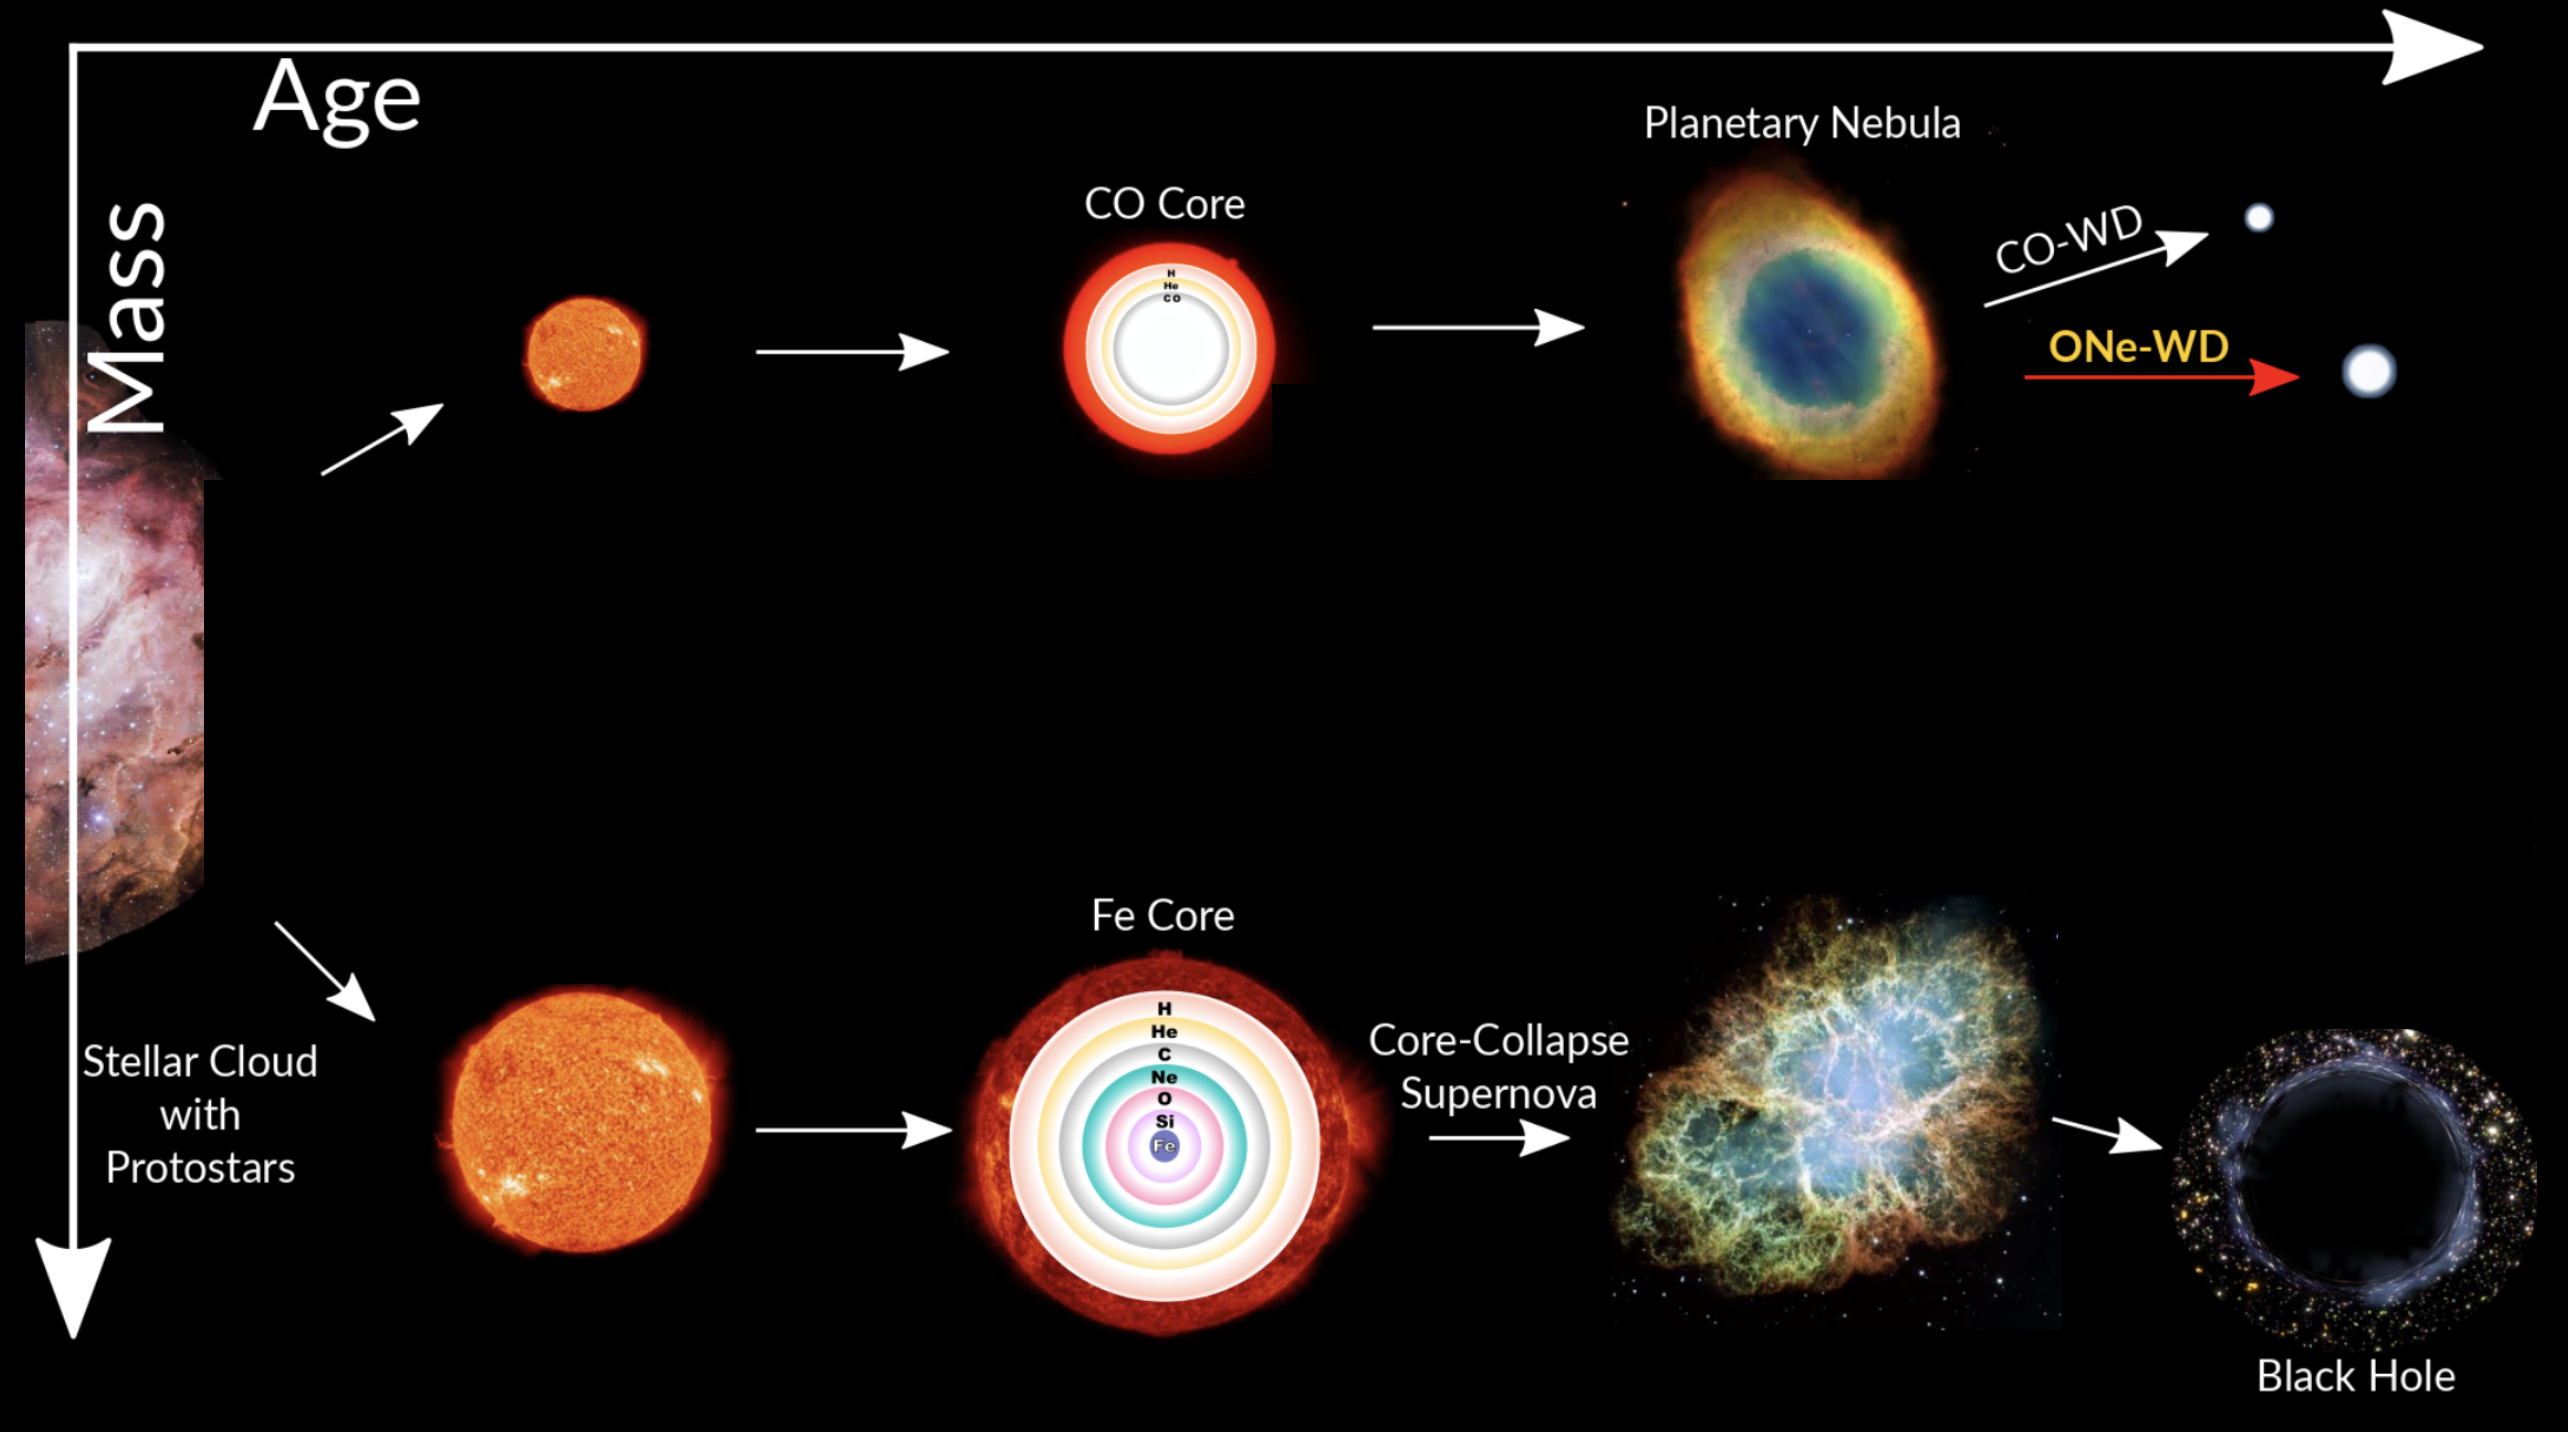 Age
Mass
Planetary Nebula
CO Core
H
He
C O
CO-WD
ONe-WD
Fe Core
H
He
C
Ne
O
Si
Fe
Core-Collapse
Supernova
Stellar Cloud
with
Protostars
Black Hole